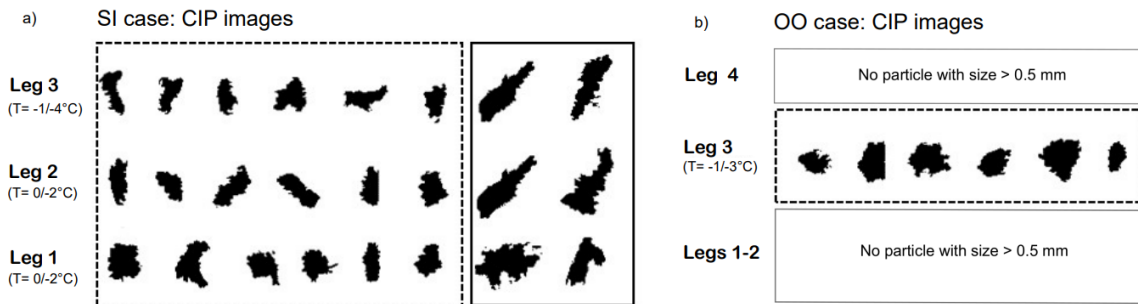 a) SI case: CIP images
Leg 3
(T= -1/-4°C)
Leg 2
(T= 0/-2°C)
Leg 1
(T= 0/-2°C)
b) OO case: CIP images
Leg 4
No particle with size > 0.5 mm
Leg 3
(T= -1/-3°C)
Legs 1-2
No particle with size > 0.5 mm